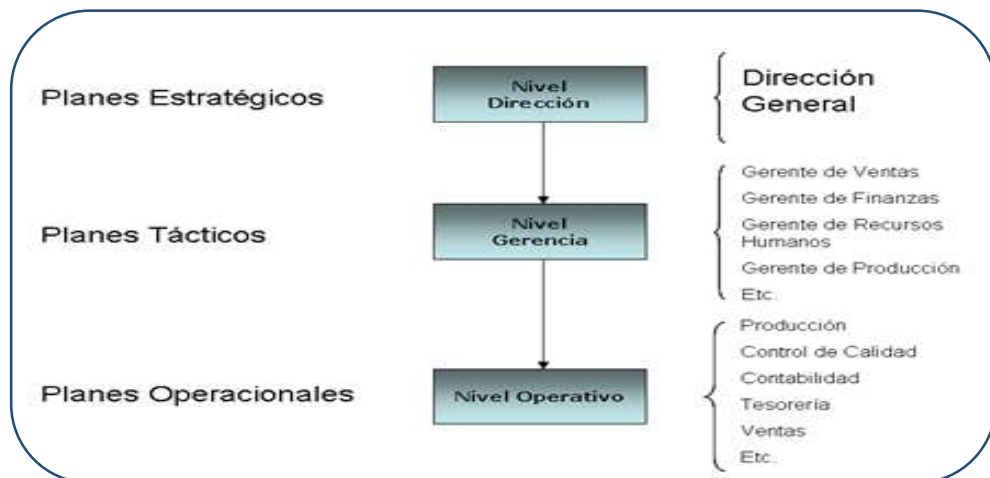 Planes Estratégicos
Nivel
Dirección
Dirección
General
Planes Tácticos
Nivel
Gerencia
Gerente de Ventas
Gerente de Finanzas
Gerente de Recursos
Humanos
Gerente de Producción
Etc.
Planes Operacionales
Nivel Operativo
Producción
Control de Calidad
Contabilidad
Tesorería
Ventas
Etc.